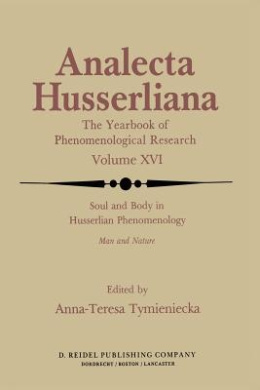 Analecta
Husserliana
The Yearbook of
Phenomenological Research
Volume XVI
Soul and Body in
Husserlian Phenomenology
Man and Nature
Edited by
Anna-Teresa Tymieniecka
D. REIDEL PUBLISHING COMPANY
DORDRECHT / BOSTON / LANCASTER